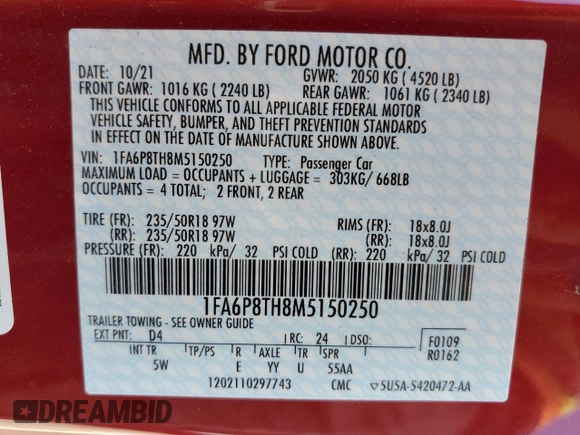 MFD. BY FORD MOTOR CO.
DATE: 10/21 GVWR: 2050 KG ( 4520 LB)
FRONT GAWR: 1016 KG ( 2240 LB) REAR GAWR: 1061 KG ( 2340 LB)
THIS VEHICLE CONFORMS TO ALL APPLICABLE FEDERAL MOTOR
VEHICLE SAFETY, BUMPER, AND THEFT PREVENTION STANDARDS
IN EFFECT ON THE DATE OF MANUFACTURE SHOWN ABOVE.
VIN: 1FA6P8TH8M5150250 TYPE: Passenger Car
MAXIMUM LOAD = OCCUPANTS + LUGGAGE = 303KG/ 668LB
OCCUPANTS = 4 TOTAL; 2 FRONT, 2 REAR
TIRE (FR): 235/50R18 97W RIMS (FR): 18x8.0J
(RR): 235/50R18 97W (RR): 18x8.0J
PRESSURE (FR): 220 kPa/ 32 PSI COLD (RR): 220 kPa/ 32 PSI COLD
1FA6P8TH8M5150250
TRAILER TOWING - SEE OWNER GUIDE
EXT PNT: D4 RC: 24 DSO: F0109
R0162
INT TR TP/PS R AXLE TR SPR
5W E YY U 55AA
1202110297743 CMC ▽5U5A-5420472-AA
DREAMBID